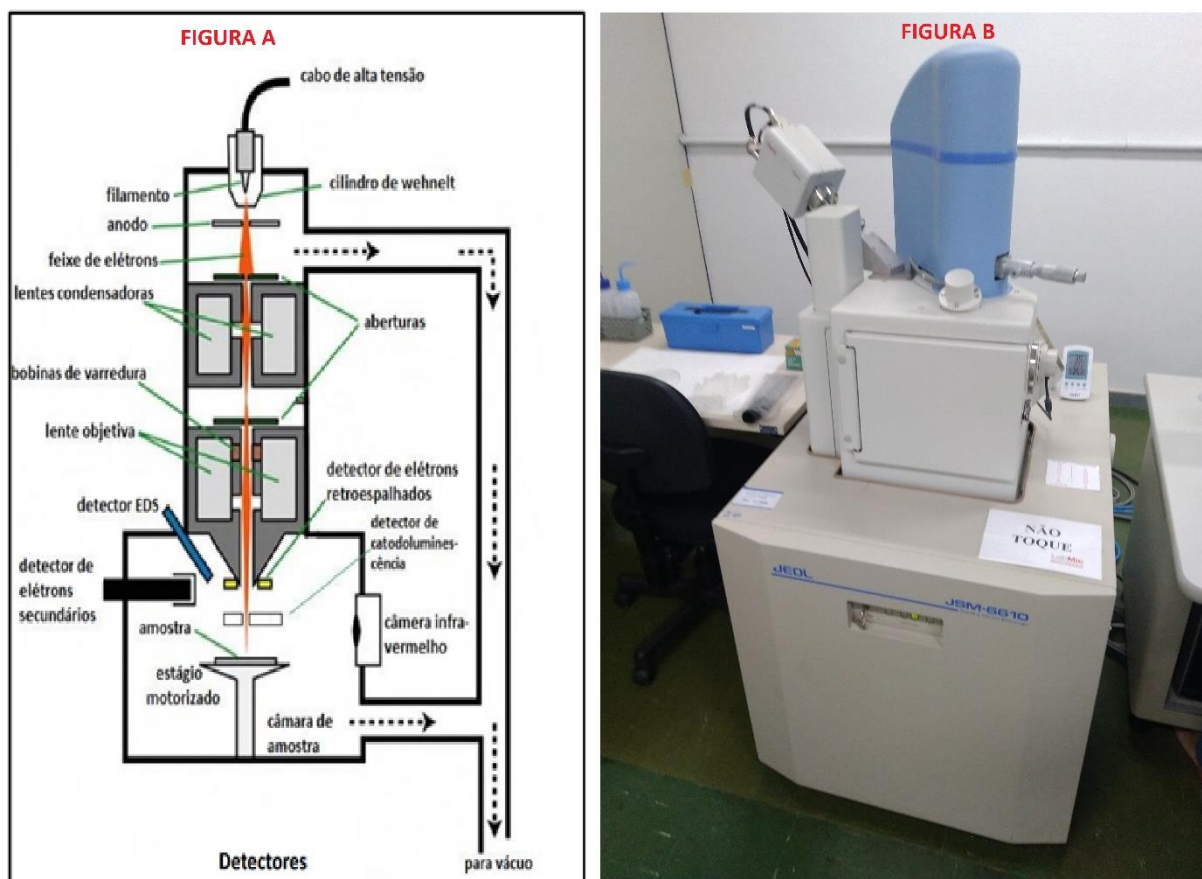 FIGURA A
cabo de alta tensão
filamento
cilindro de wehnelt
anodo
feixe de elétrons
lentes condensadoras
aberturas
bobinas de varredura
lente objetiva
detector de elétrons
retroespalhados
detector EDS
detector de
catodolumines-
cência
detector de
elétrons
secundários
amostra
câmera infra-
vermelho
estágio
motorizado
câmara de
amostra
Detectores
para vácuo
FIGURA B
NÃO
TOQUE
LabMic
JEOL
JSM-6610